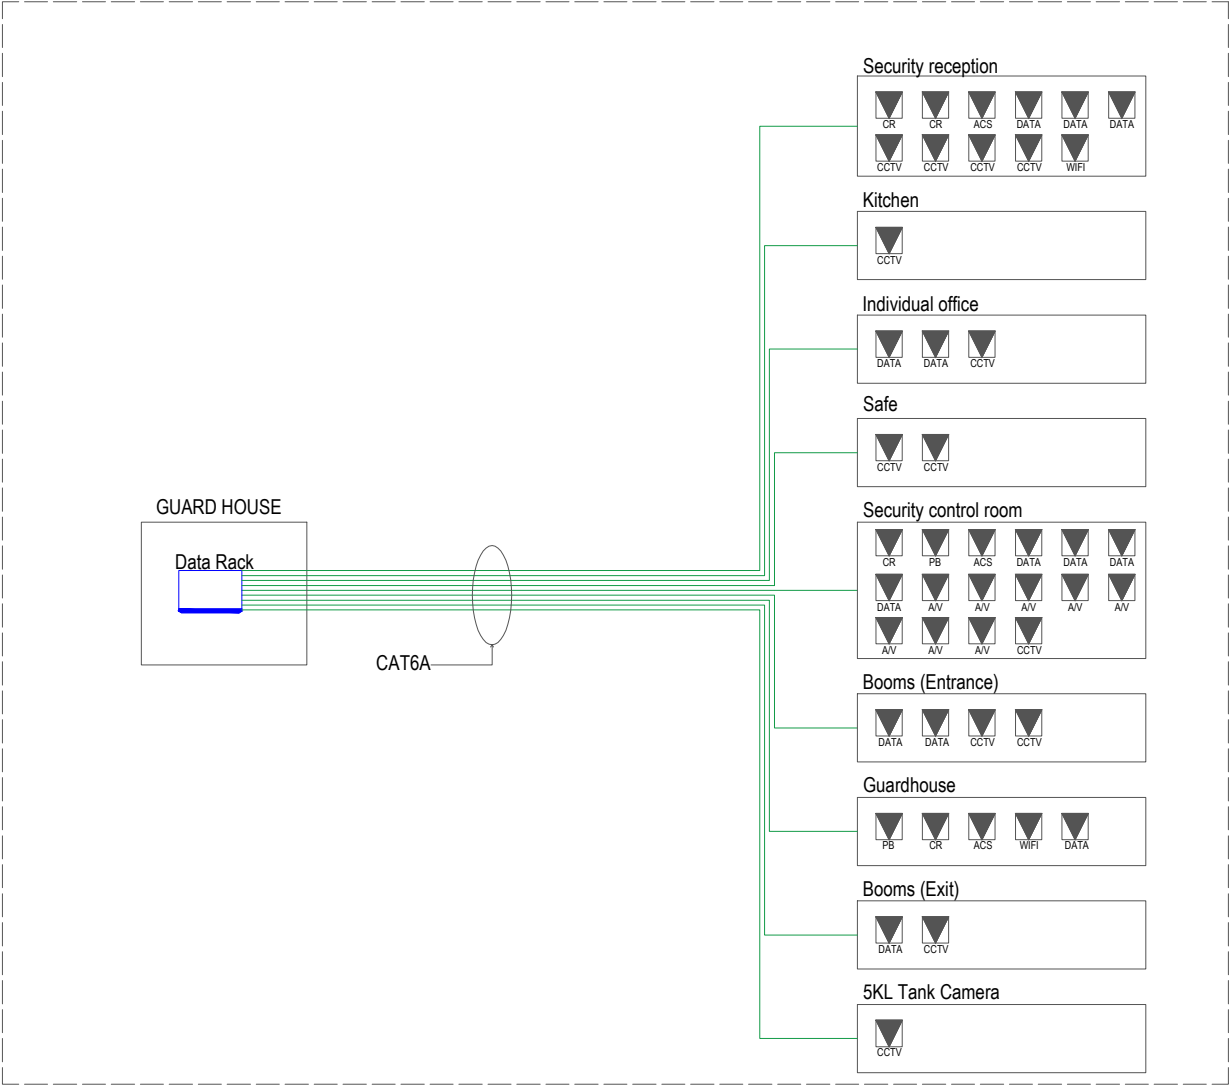 Security reception
CR CR ACS DATA DATA DATA
CCTV CCTV CCTV CCTV WIFI
Kitchen
CCTV
Individual office
DATA DATA CCTV
Safe
CCTV CCTV
GUARD HOUSE
Data Rack
CAT6A
Security control room
CR PB ACS DATA DATA DATA
DATA A/V A/V A/V A/V A/V
A/V A/V A/V CCTV
Booms (Entrance)
DATA DATA CCTV CCTV
Guardhouse
PB CR ACS WIFI DATA
Booms (Exit)
DATA CCTV
5KL Tank Camera
CCTV